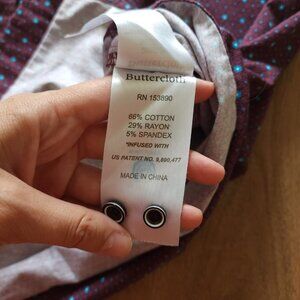 Buttercloth
RN 153890
66% COTTON
29% RAYON
5% SPANDEX
*INFUSED WITH
US PATENT NO. 9,890,477
MADE IN CHINA